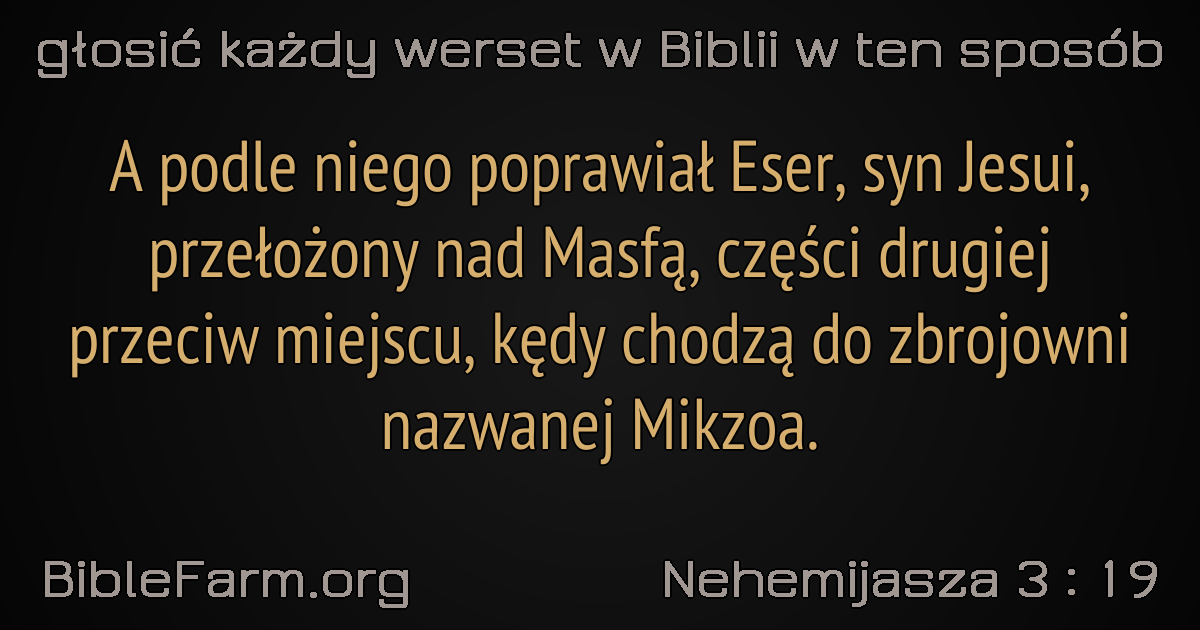 głosić każdy werset w Biblii w ten sposób
A podle niego poprawiał Eser, syn Jesui,
przełożony nad Masfą, części drugiej
przeciw miejscu, kędy chodzą do zbrojowni
nazwanej Mikzoa.
BibleFarm.org
Nehemijasza 3 : 19